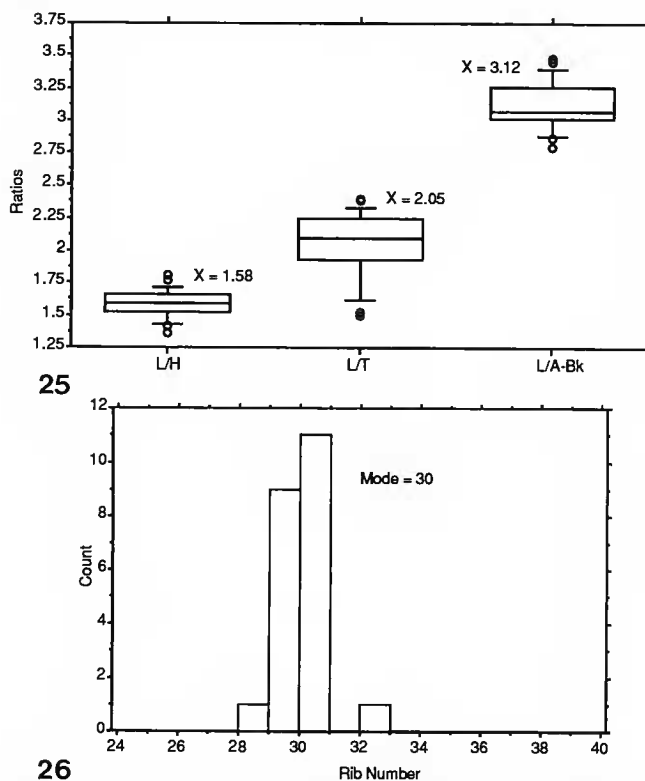 3.75
3.5
3.25
3
2.75
2.5
2.25
2
1.75
1.5
1.25
Ratios
X = 1.58
X = 2.05
X = 3.12
L/H
L/T
L/A-Bk
25
12
10
8
6
4
2
0
Count
Mode = 30
24 26 28 30 32 34 36 38 40
Rib Number
26